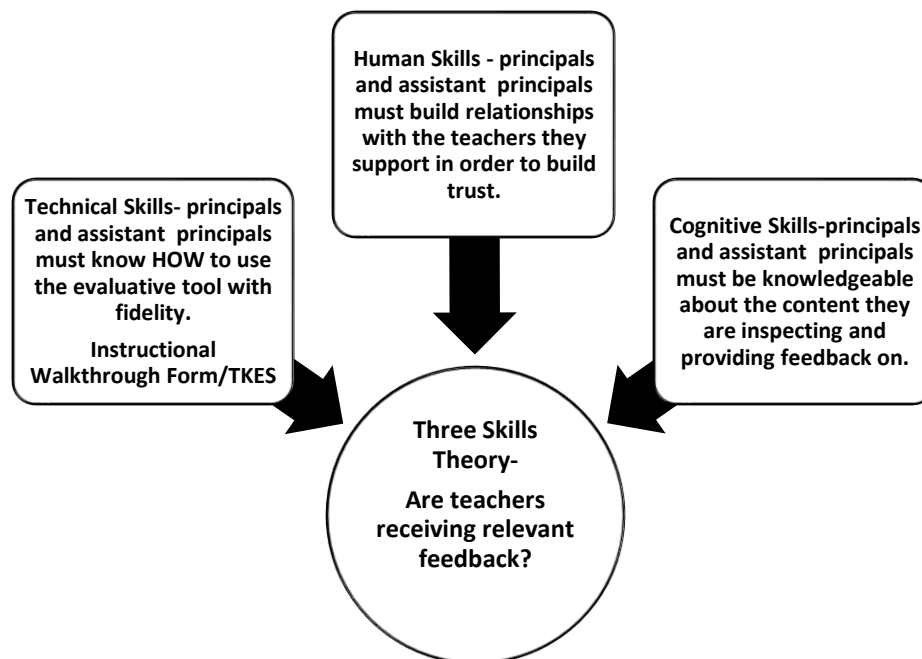 Human Skills - principals
and assistant principals
must build relationships
with the teachers they
support in order to build
trust.
Technical Skills- principals
and assistant principals
must know HOW to use
the evaluative tool with
fidelity.
Instructional
Walkthrough Form/TKES
Cognitive Skills-principals
and assistant principals
must be knowledgeable
about the content they
are inspecting and
providing feedback on.
Three Skills
Theory-
Are teachers
receiving relevant
feedback?